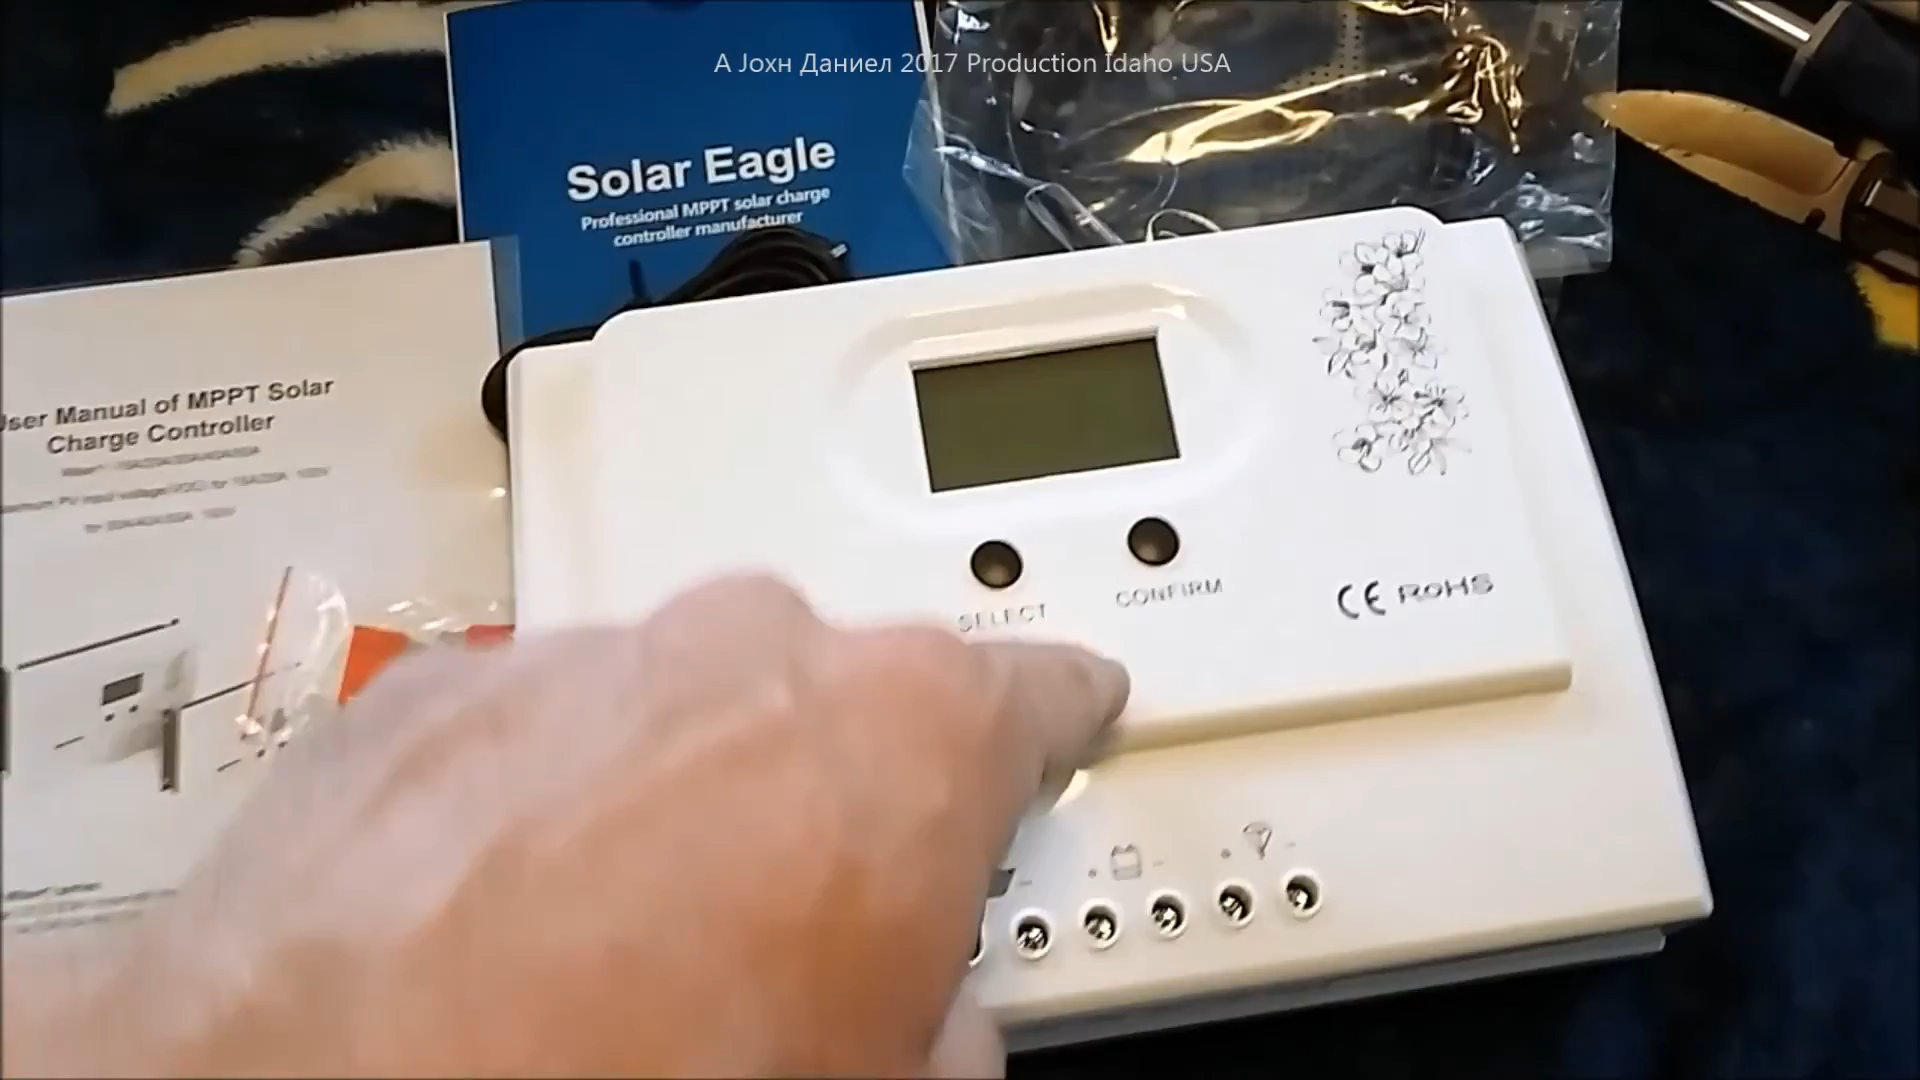 A Јохн Даниел 2017 Production Idaho USA
Solar Eagle
Professional MPPT solar charge
controller manufacturer
User Manual of MPPT Solar
Charge Controller
SELECT
CONFIRM
CE RoHS